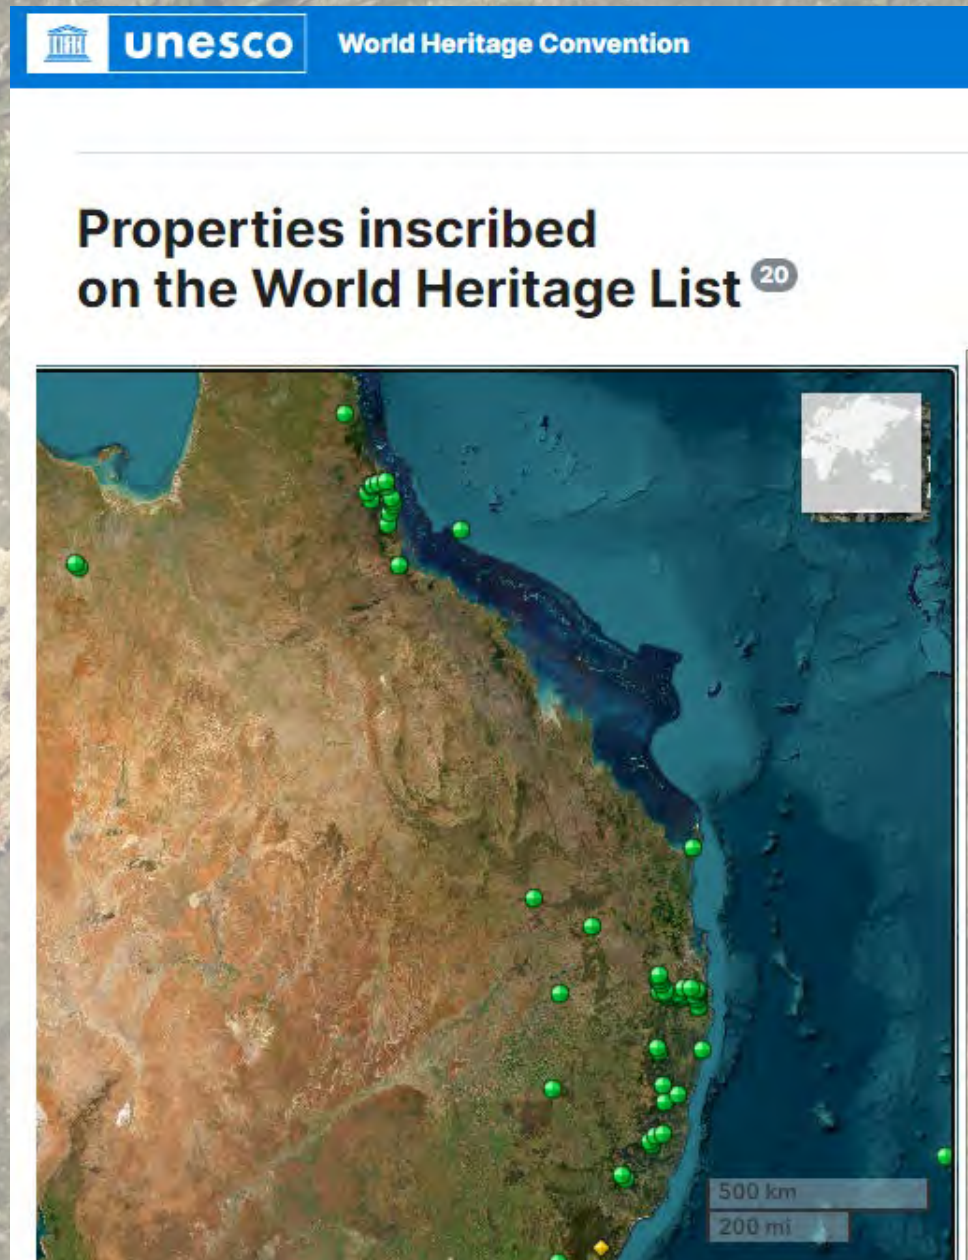 unesco World Heritage Convention
Properties inscribed
on the World Heritage List 20
500 km
200 mi